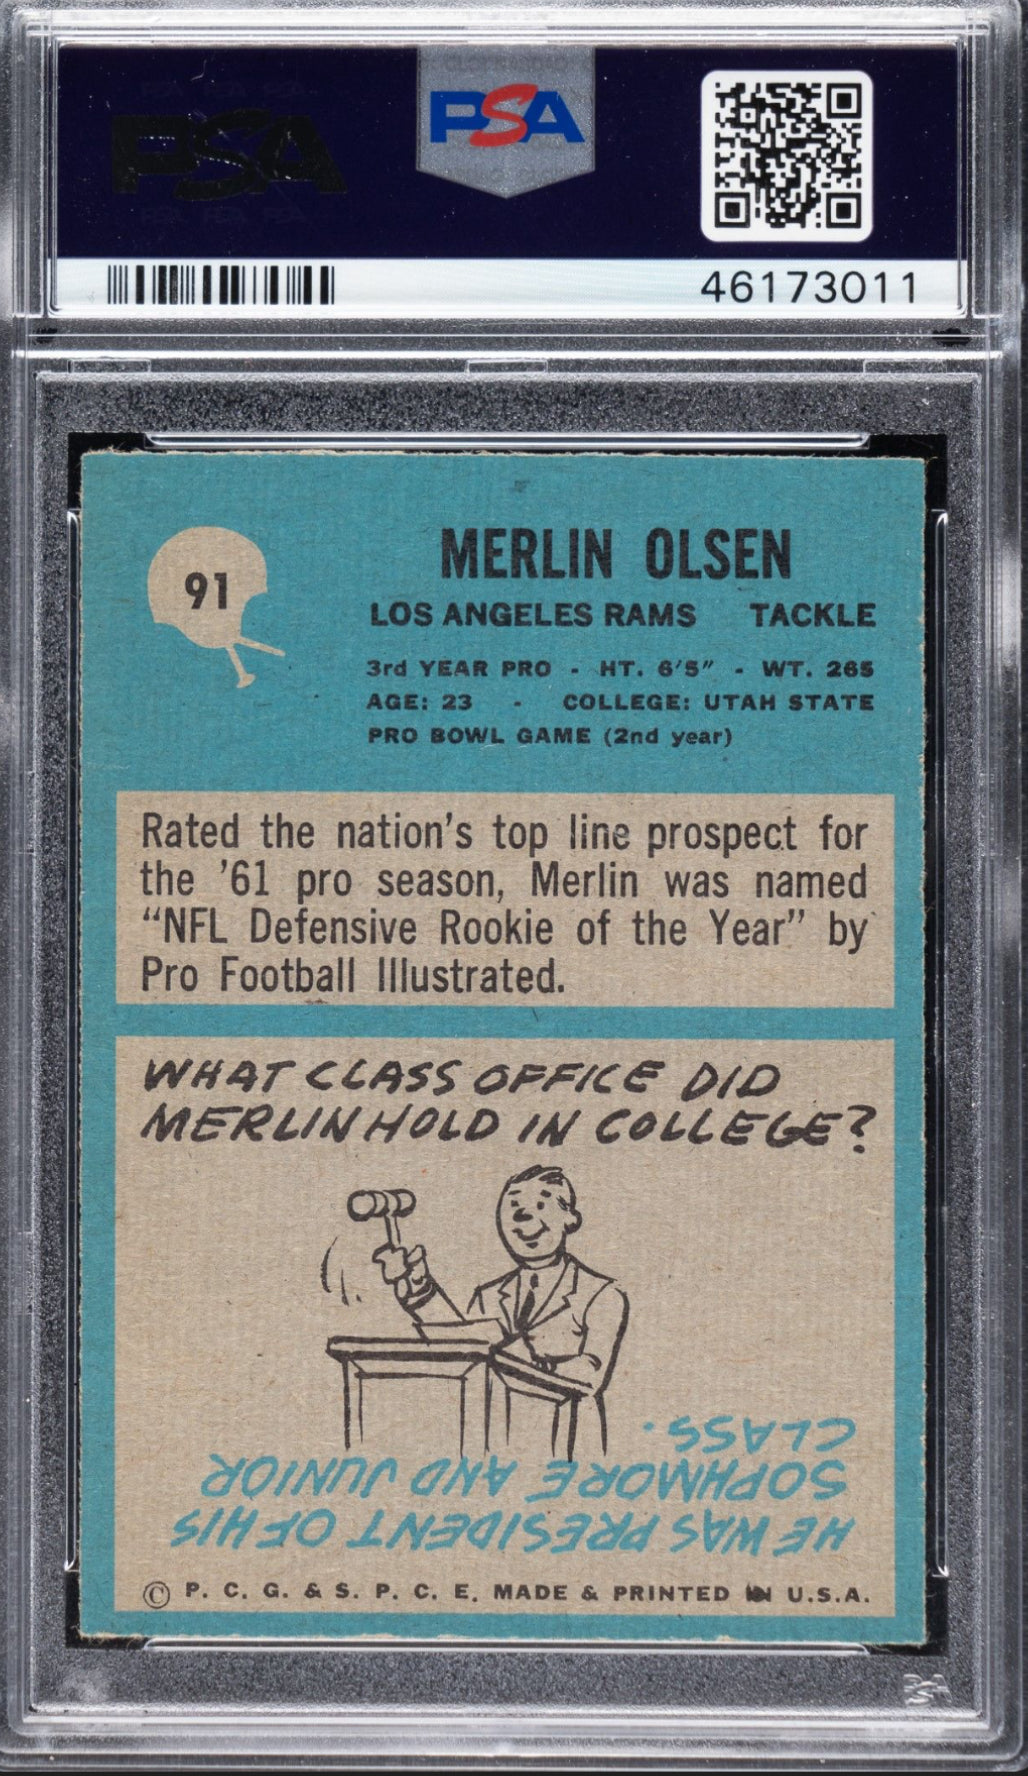 PSA
PSA
46173011
91
MERLIN OLSEN
LOS ANGELES RAMS TACKLE
3rd YEAR PRO - HT. 6'5" - WT. 265
AGE: 23 - COLLEGE: UTAH STATE
PRO BOWL GAME (2nd year)
Rated the nation's top line prospect for
the '61 pro season, Merlin was named
“NFL Defensive Rookie of the Year” by
Pro Football Illustrated.
WHAT CLASS OFFICE DID
MERLIN HOLD IN COLLEGE?
HE WAS PRESIDENT OF HIS
SOPHMORE AND JUNIOR
CLASS.
© P. C. G. & S. P. C. E. MADE & PRINTED IN U.S.A.
PSA